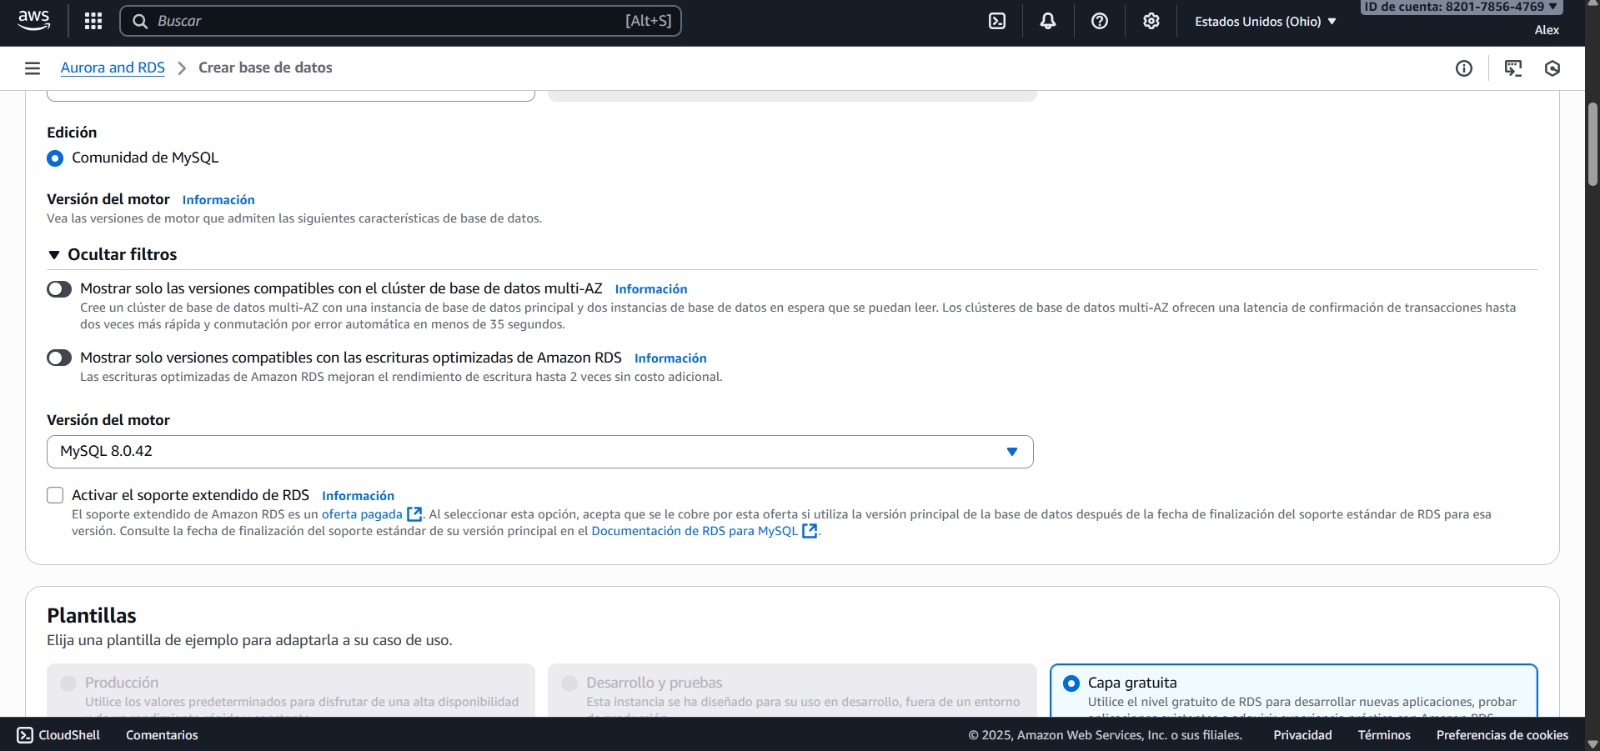 aws
Buscar
[Alt+S]
Estados Unidos (Ohio)
ID de cuenta: 8201-7856-4769
Alex
Aurora and RDS
Crear base de datos
Edición
Comunidad de MySQL
Versión del motor Información
Vea las versiones de motor que admiten las siguientes características de base de datos.
Ocultar filtros
Mostrar solo las versiones compatibles con el clúster de base de datos multi-AZ Información
Cree un clúster de base de datos multi-AZ con una instancia de base de datos principal y dos instancias de base de datos en espera que se puedan leer. Los clústeres de base de datos multi-AZ ofrecen una latencia de confirmación de transacciones hasta
dos veces más rápida y conmutación por error automática en menos de 35 segundos.
Mostrar solo versiones compatibles con las escrituras optimizadas de Amazon RDS Información
Las escrituras optimizadas de Amazon RDS mejoran el rendimiento de escritura hasta 2 veces sin costo adicional.
Versión del motor
MySQL 8.0.42
Activar el soporte extendido de RDS Información
El soporte extendido de Amazon RDS es un oferta pagada. Al seleccionar esta opción, acepta que se le cobre por esta oferta si utiliza la versión principal de la base de datos después de la fecha de finalización del soporte estándar de RDS para esa
versión. Consulte la fecha de finalización del soporte estándar de su versión principal en el Documentación de RDS para MySQL.
Plantillas
Elija una plantilla de ejemplo para adaptarla a su caso de uso.
Producción
Utilice los valores predeterminados para disfrutar de una alta disponibilidad
y de un rendimiento rápido y constante.
Desarrollo y pruebas
Esta instancia se ha diseñado para su uso en desarrollo, fuera de un entorno
de producción.
Capa gratuita
Utilice el nivel gratuito de RDS para desarrollar nuevas aplicaciones, probar
aplicaciones existentes o adquirir experiencia práctica con Amazon RDS.
CloudShell
Comentarios
© 2025, Amazon Web Services, Inc. o sus filiales.
Privacidad
Términos
Preferencias de cookies